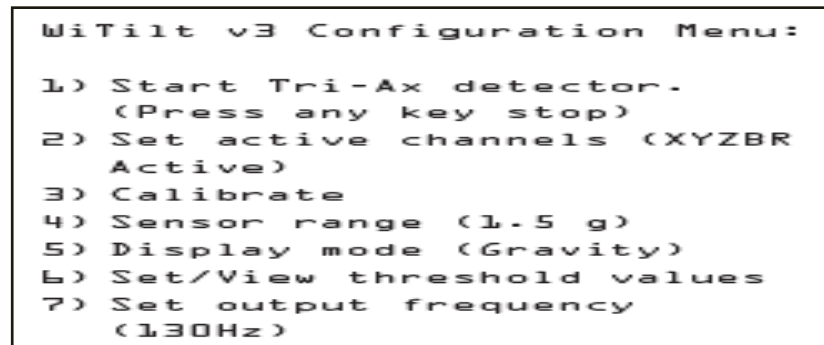 WiTilt v3 Configuration Menu:
1) Start Tri-Ax detector.
(Press any key stop)
2) Set active channels (XYZBR
Active)
3) Calibrate
4) Sensor range (1.5 g)
5) Display mode (Gravity)
6) Set/View threshold values
7) Set output frequency
(130Hz)